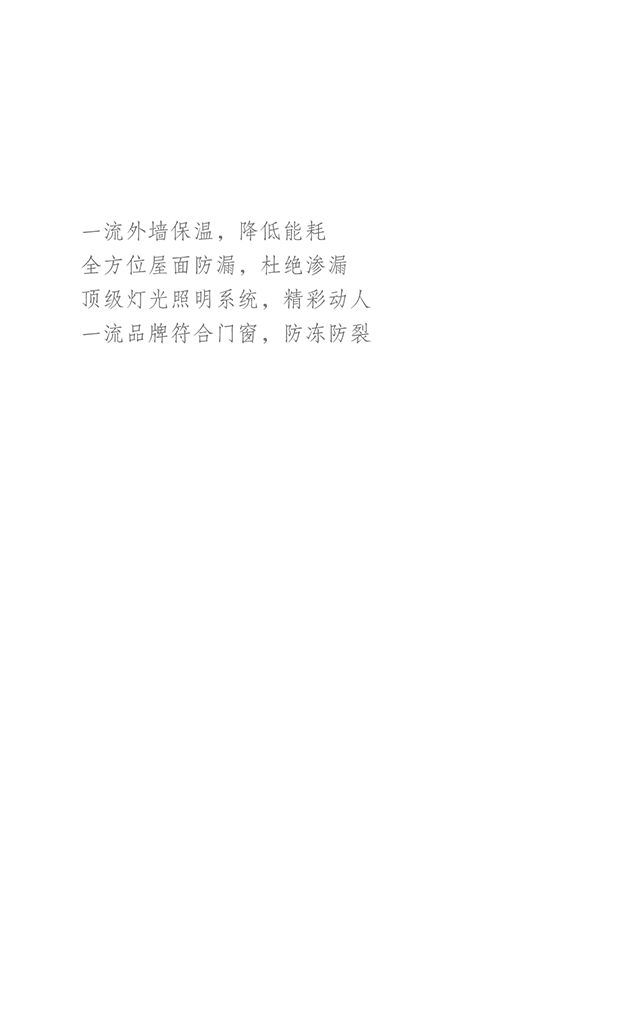 一流外墙保温，降低能耗
全方位屋面防漏，杜绝渗漏
顶级灯光照明系统，精彩动人
一流品牌符合门窗，防冻防裂